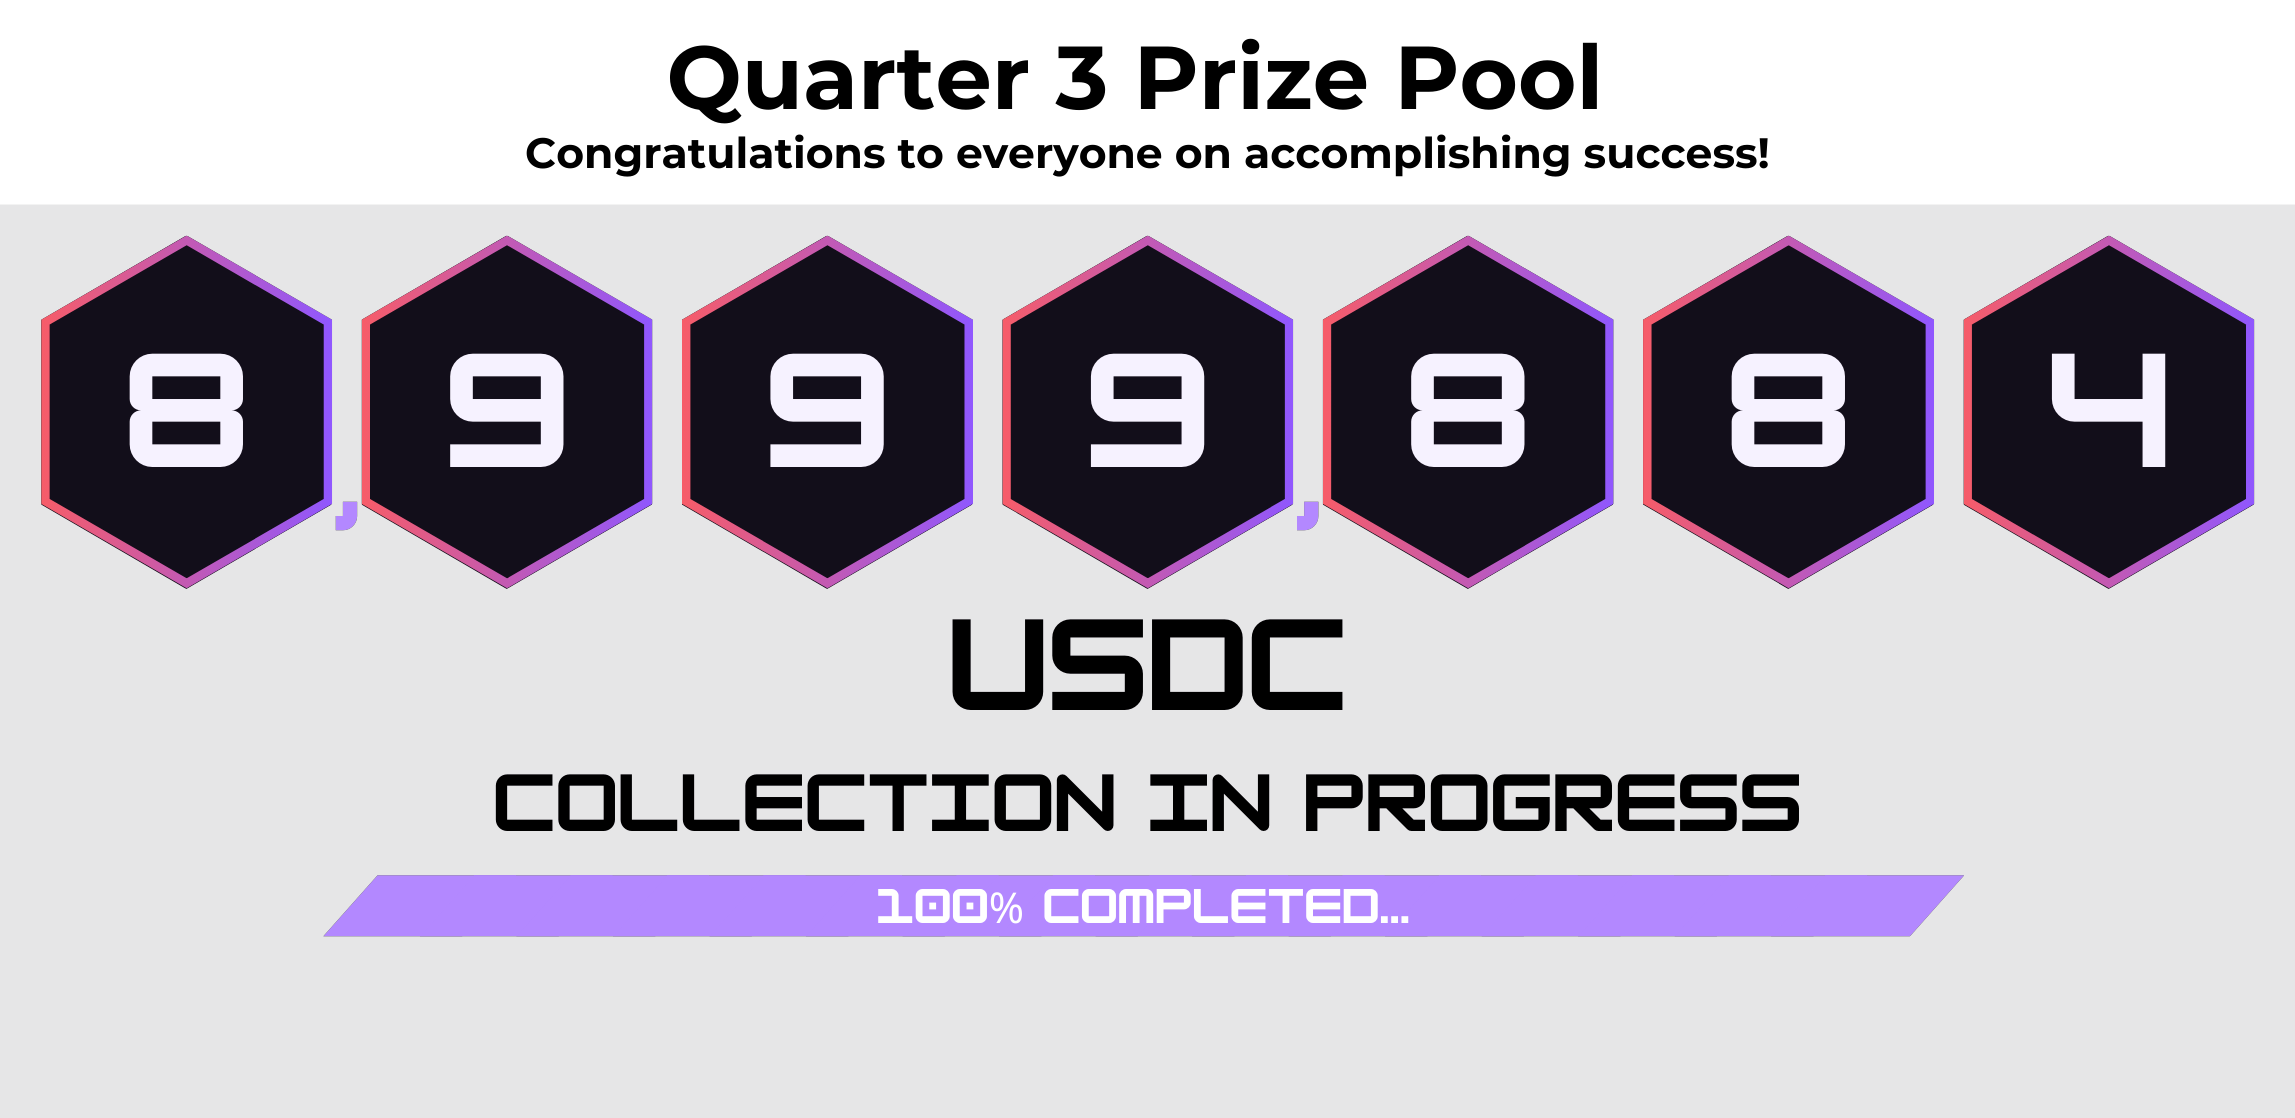 Quarter 3 Prize Pool
Congratulations to everyone on accomplishing success!
8,999,884
USDC
COLLECTION IN PROGRESS
100% COMPLETED...